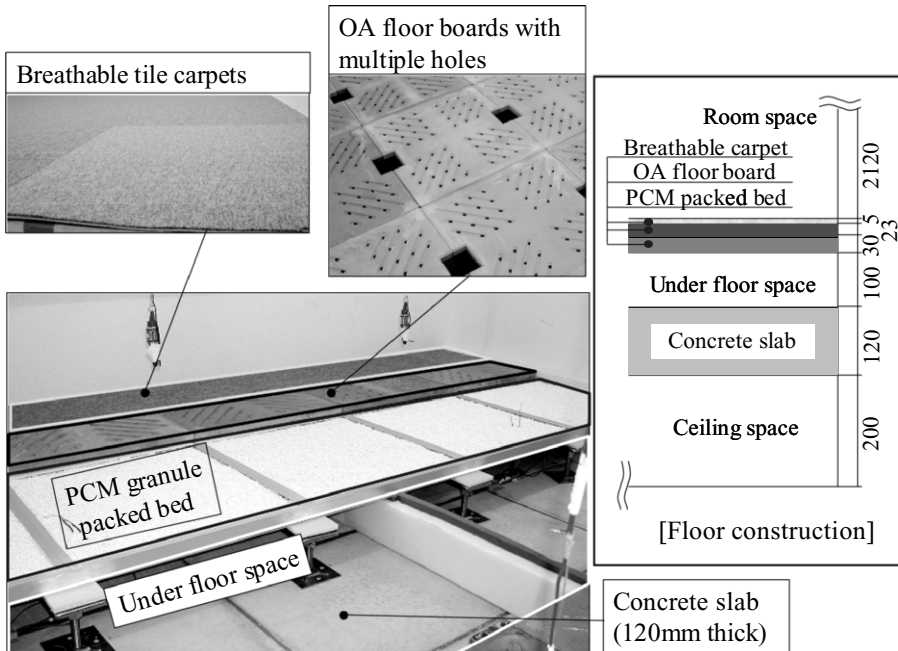 OA floor boards with
multiple holes
Breathable tile carpets
Room space
Breathable carpet
OA floor board
PCM packed bed
2120
5
23
30
Under floor space
100
Concrete slab
120
Ceiling space
200
[Floor construction]
PCM granule
packed bed
Under floor space
Concrete slab
(120mm thick)